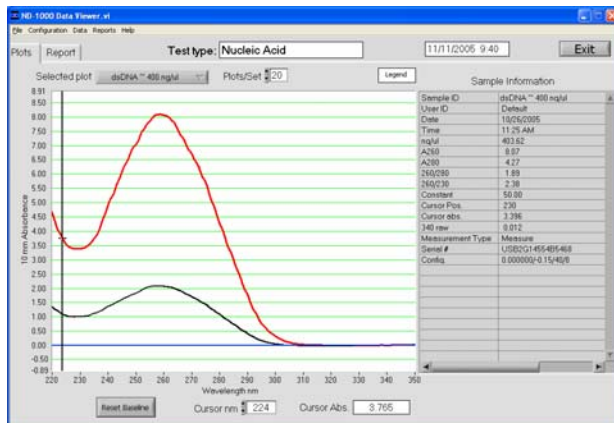 ND-1000 Data Viewer.vi
File Configuration Data Reports Help
Plots Report Test type: Nucleic Acid 11/11/2005 9:40 Exit
Selected plot dsDNA ~ 400 ng/ul Plots/Set 20 Legend
Sample Information
8.91
8.50
8.00
7.50
7.00
6.50
6.00
5.50
5.00
4.50
4.00
3.50
3.00
2.50
2.00
1.50
1.00
0.50
0.00
-0.50
-0.89
10 mm Absorbance
220 230 240 250 260 270 280 290 300 310 320 330 340 350
Wavelength nm
Sample ID dsDNA ~ 400 ng/ul
User ID Default
Date 10/26/2005
Time 11:25 AM
ng/ul 403.62
A260 8.07
A280 4.27
260/280 1.89
260/230 2.38
Constant 50.00
Cursor Pos. 230
Cursor abs. 3.396
340 raw 0.012
Measurement Type Measure
Serial # USB2G14554B5468
Config. 0.000000/-0.15/40/8
Reset Baseline Cursor nm 224 Cursor Abs. 3.765